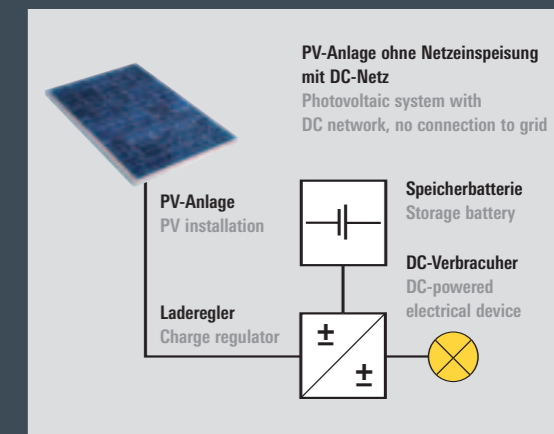 PV-Anlage ohne Netzeinspeisung
mit DC-Netz
Photovoltaic system with
DC network, no connection to grid
PV-Anlage
PV installation
Speicherbatterie
Storage battery
DC-Verbracuher
DC-powered
electrical device
Laderegler
Charge regulator
±
±